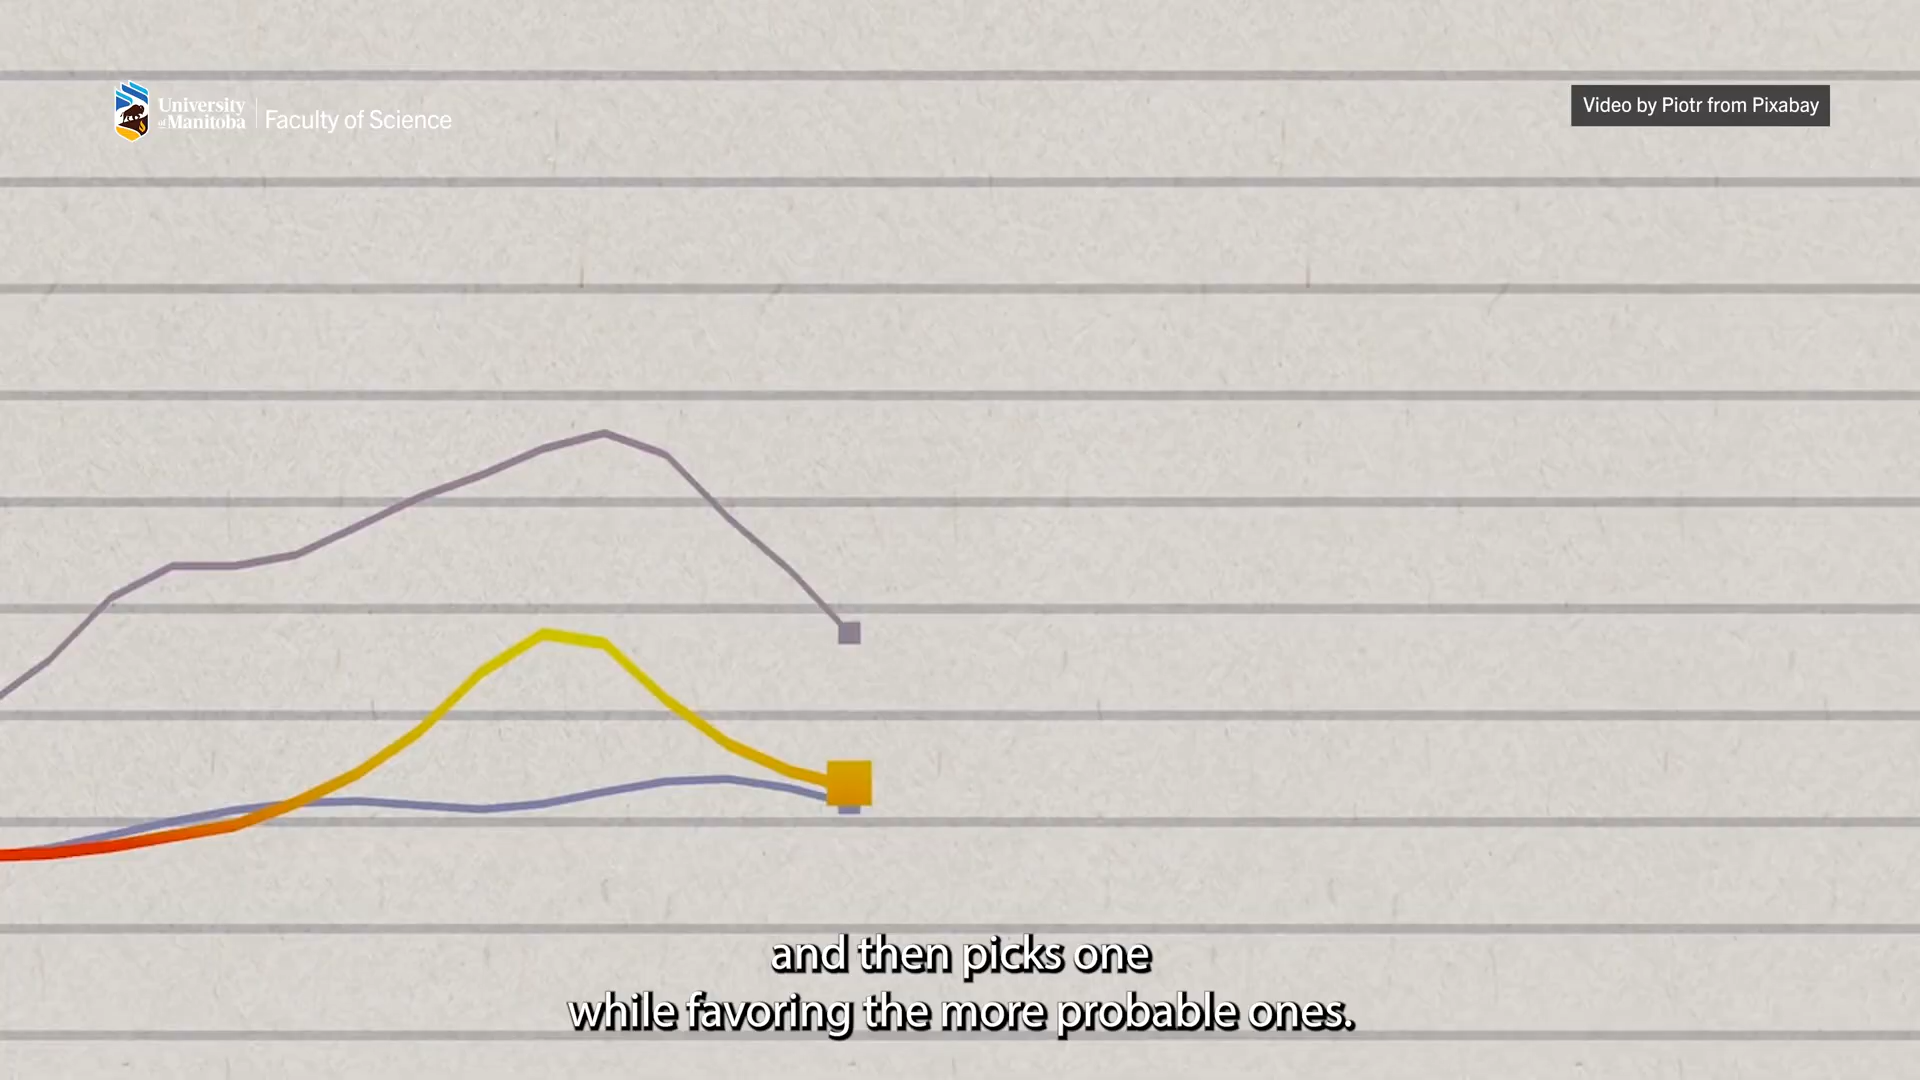 University
of Manitoba
Faculty of Science
Video by Piotr from Pixabay
and then picks one
while favoring the more probable ones.